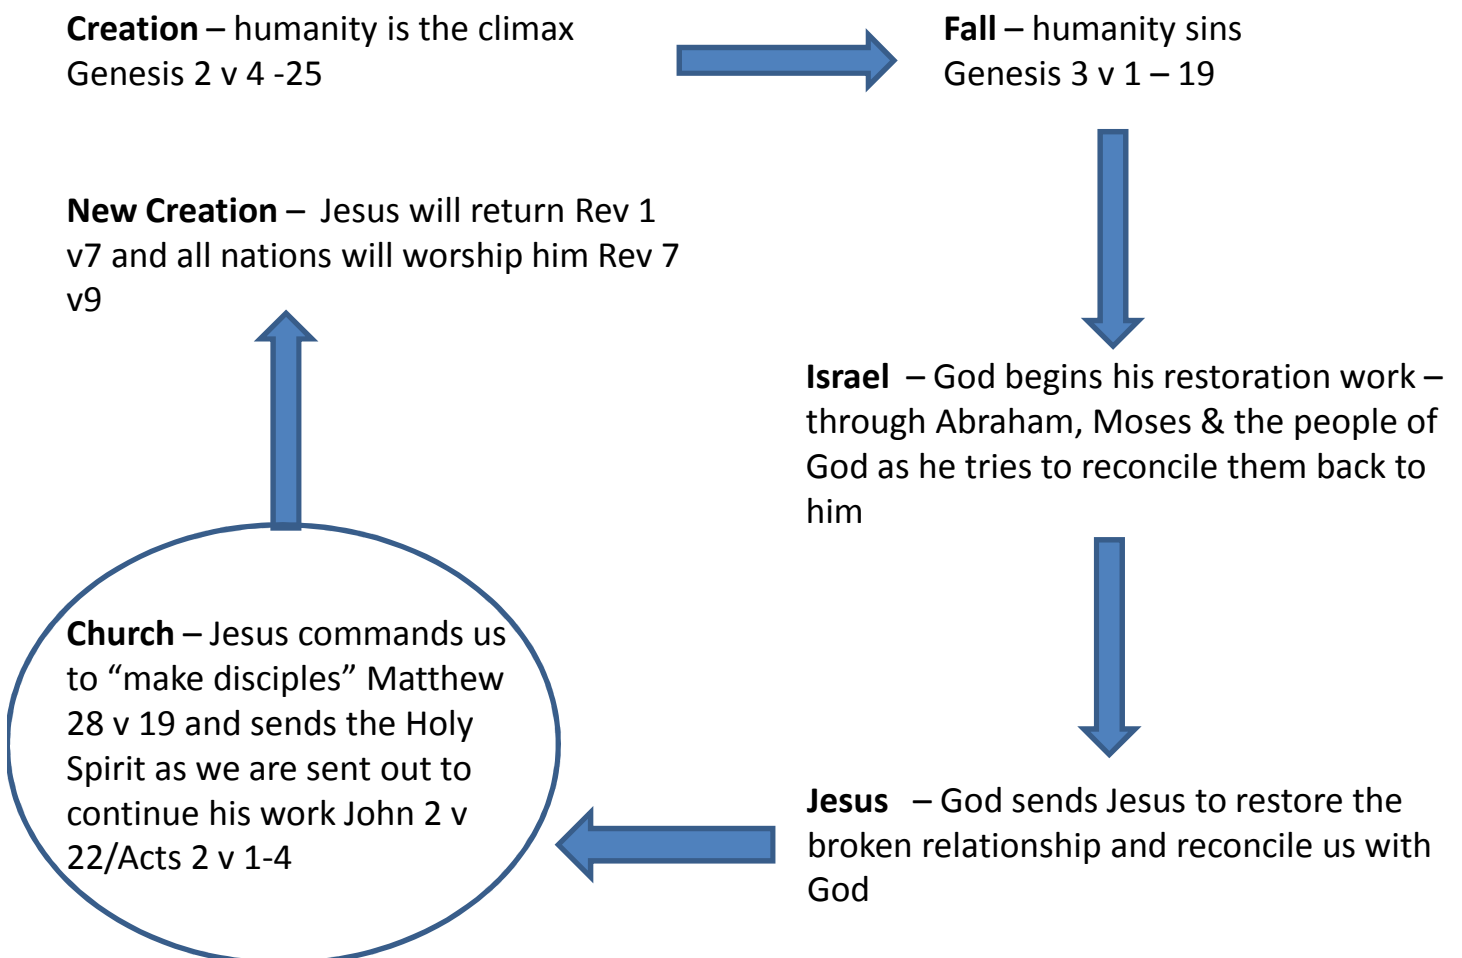 Creation – humanity is the climax
Genesis 2 v 4 -25
Fall – humanity sins
Genesis 3 v 1 – 19
Israel – God begins his restoration work –
through Abraham, Moses & the people of
God as he tries to reconcile them back to
him
Jesus – God sends Jesus to restore the
broken relationship and reconcile us with
God
Church – Jesus commands us
to “make disciples” Matthew
28 v 19 and sends the Holy
Spirit as we are sent out to
continue his work John 2 v
22/Acts 2 v 1-4
New Creation – Jesus will return Rev 1
v7 and all nations will worship him Rev 7
v9